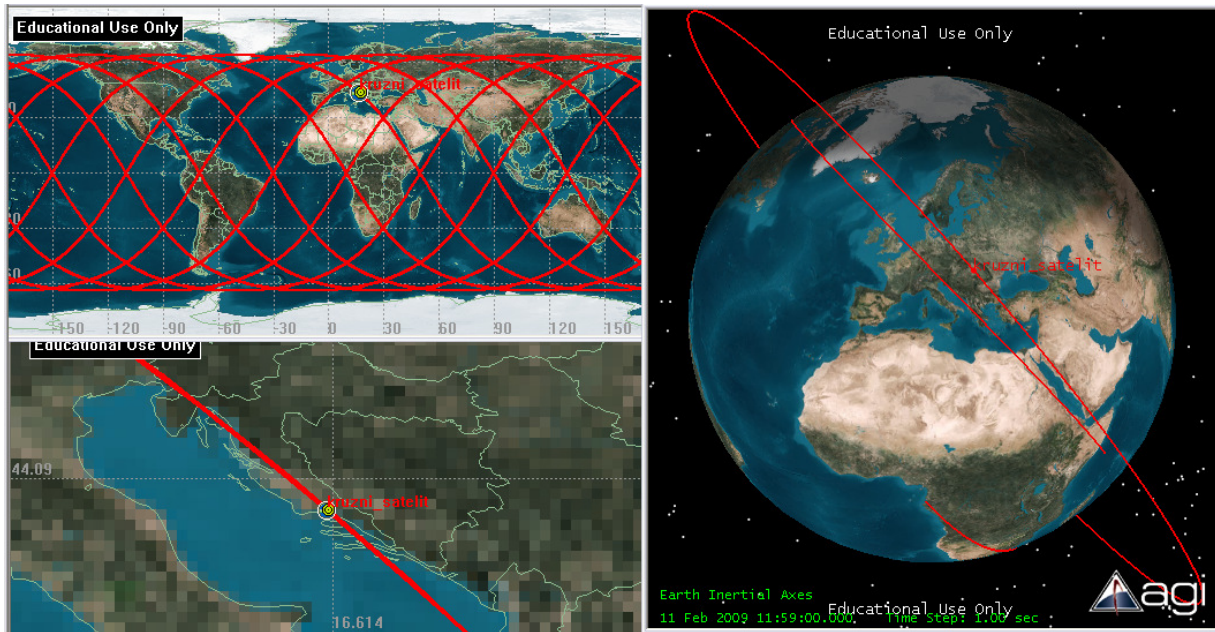 Educational Use Only
kruzni_satelit
60
-150
-120
-90
-60
-30
0
30
60
90
120
150
Educational Use Only
44.09
kruzni_satelit
16.614
Educational Use Only
kruzni_satelit
Earth Inertial Axes
Educational Use Only
11 Feb 2009 11:59:00.000 Time Step: 1.00 sec
agi